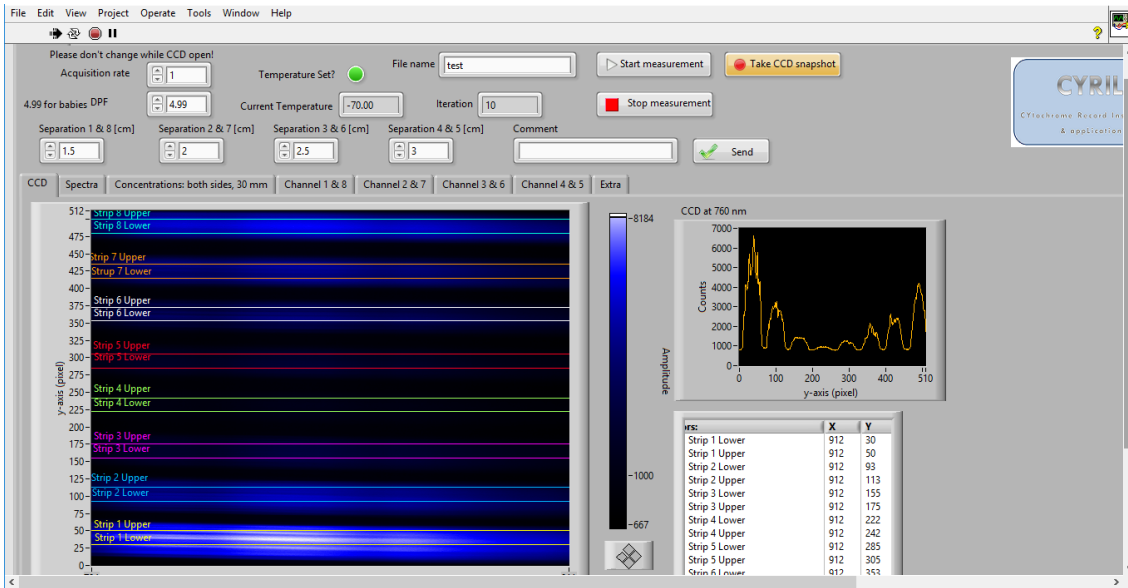 File Edit View Project Operate Tools Window Help
Please don't change while CCD open!
Acquisition rate 1
Temperature Set?
File name test
Start measurement
Take CCD snapshot
4.99 for babies DPF 4.99
Current Temperature -70.00
Iteration 10
Stop measurement
CYRIL
CYtochrome Record
& application
Separation 1 & 8 [cm] Separation 2 & 7 [cm] Separation 3 & 6 [cm] Separation 4 & 5 [cm] Comment
1.5 2 2.5 3
Send
CCD Spectra Concentrations: both sides, 30 mm Channel 1 & 8 Channel 2 & 7 Channel 3 & 6 Channel 4 & 5 Extra
y-axis (pixel)
512
475
450
425
400
375
350
325
300
275
250
225
200
175
150
125
100
75
50
25
0
Strip 8 Upper
Strip 8 Lower
Strip 7 Upper
Strup 7 Lower
Strip 6 Upper
Strip 6 Lower
Strip 5 Upper
Strip 5 Lower
Strip 4 Upper
Strip 4 Lower
Strip 3 Upper
Strip 3 Lower
Strip 2 Upper
Strip 2 Lower
Strip 1 Upper
Strip 1 Lower
8184
1000
667
Amplitude
CCD at 760 nm
Counts
7000
6000
5000
4000
3000
2000
1000
0
0 100 200 300 400 510
y-axis (pixel)
rs: X Y
Strip 1 Lower 912 30
Strip 1 Upper 912 50
Strip 2 Lower 912 93
Strip 2 Upper 912 113
Strip 3 Lower 912 155
Strip 3 Upper 912 175
Strip 4 Lower 912 222
Strip 4 Upper 912 242
Strip 5 Lower 912 285
Strip 5 Upper 912 305
Strip 6 Lower 912 353